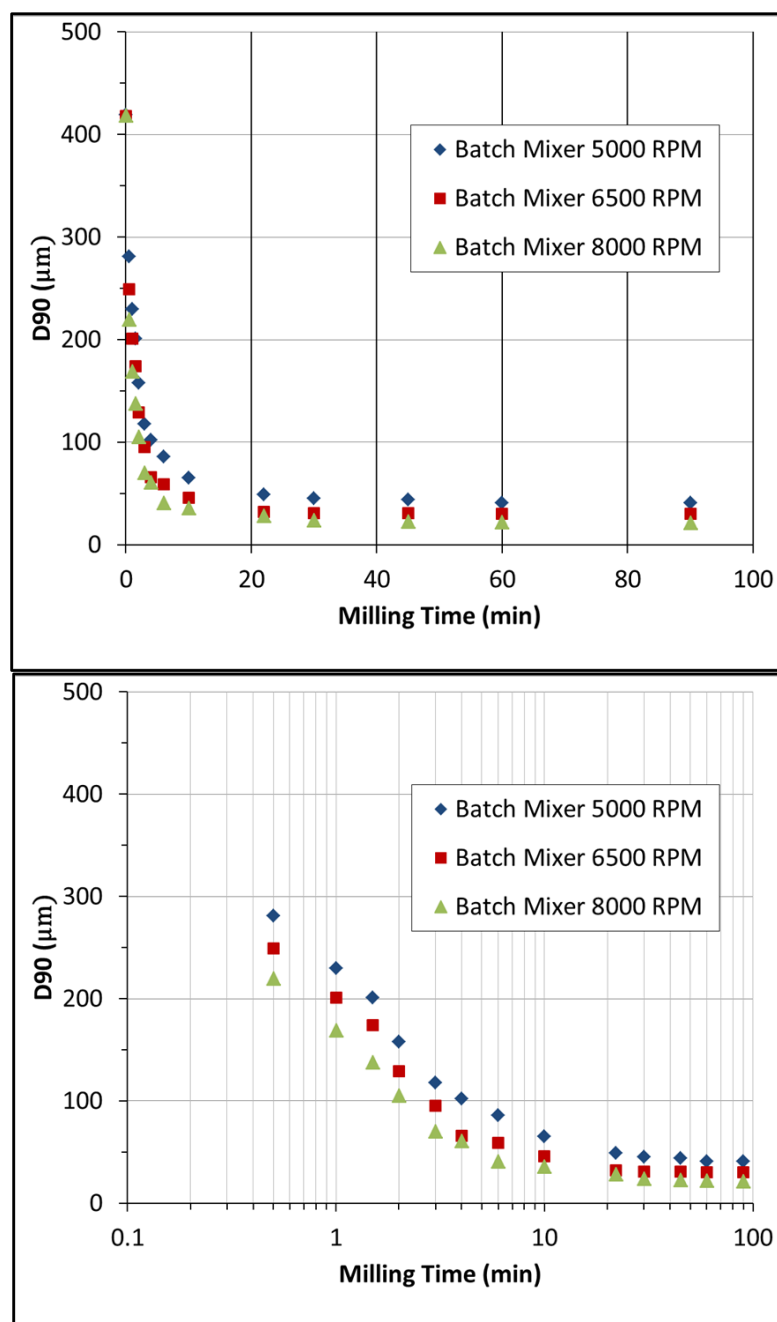 500
400
300
200
100
0
D90 (μm)
Batch Mixer 5000 RPM
Batch Mixer 6500 RPM
Batch Mixer 8000 RPM
0 20 40 60 80 100
Milling Time (min)
500
400
300
200
100
0
D90 (μm)
Batch Mixer 5000 RPM
Batch Mixer 6500 RPM
Batch Mixer 8000 RPM
0.1 1 10 100
Milling Time (min)